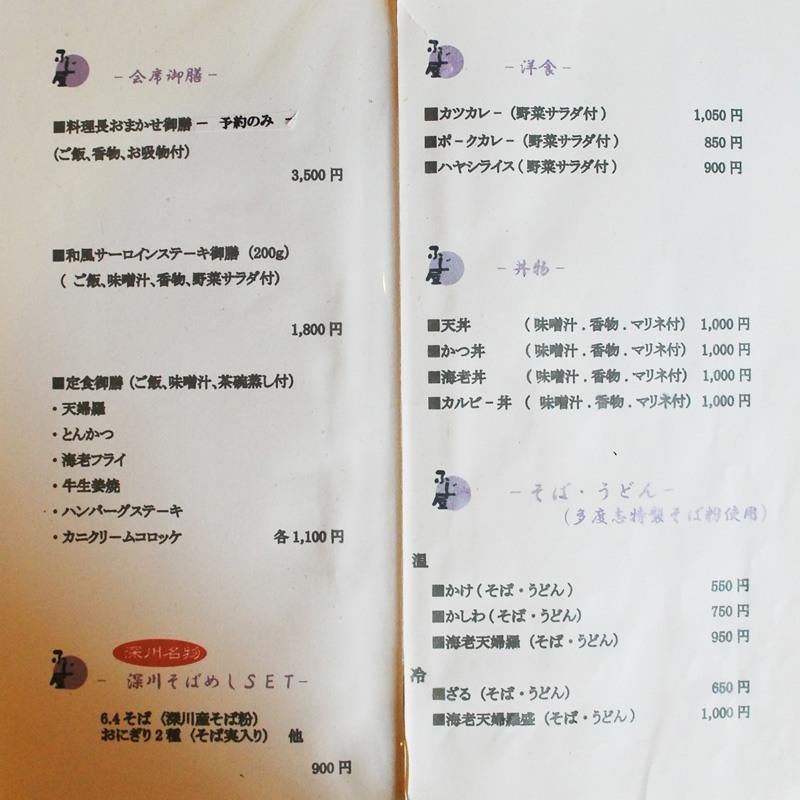 ふじ屋
-会席御膳-
■料理長おまかせ御膳ー 予約のみ -
(ご飯、香物、お吸物付)
3,500円
■和風サーロインステーキ御膳 (200g)
( ご飯、味噌汁、香物、野菜サラダ付)
1,800円
■定食御膳 (ご飯、味噌汁、茶碗蒸し付)
・天婦羅
・とんかつ
・海老フライ
・牛生姜焼
・ハンバーグステーキ
・カニクリームコロッケ 各1,100円
深川名物
ふじ屋
- 深川そばめしSET-
6.4そば (深川産そば粉)
おにぎり2種 (そば実入り) 他
900円
ふじ屋
-洋食-
■カツカレ-(野菜サラダ付) 1,050円
■ポ-クカレ-(野菜サラダ付) 850円
■ハヤシライス(野菜サラダ付) 900円
ふじ屋
-丼物-
■天丼 (味噌汁.香物.マリネ付) 1,000円
■かつ丼 (味噌汁.香物.マリネ付) 1,000円
■海老丼 (味噌汁.香物.マリネ付) 1,000円
■カルビ-丼 ( 味噌汁.香物.マリネ付) 1,000円
ふじ屋
-そば・うどん-
(多度志特製そば粉使用)
温
■かけ(そば・うどん) 550円
■かしわ(そば・うどん) 750円
■海老天婦羅 (そば・うどん) 950円
冷
■ざる (そば・うどん) 650円
■海老天婦羅盛 (そば・うどん) 1,000円